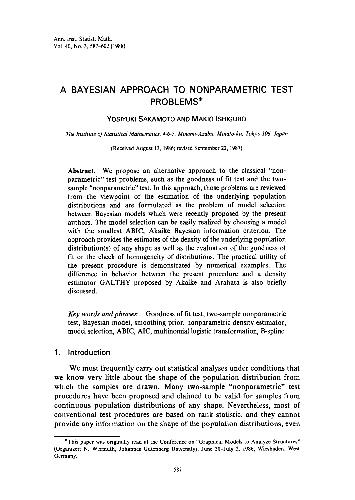 Ann. Inst. Statist. Math.
Vol. 40, No. 3, 587-602 (1988)
A BAYESIAN APPROACH TO NONPARAMETRIC TEST
PROBLEMS*
YOSIYUKI SAKAMOTO AND MAKIO ISHIGURO
The Institute of Statistical Mathematics, 4-6-7, Minami-Azabu, Minato-ku, Tokyo 106, Japan
(Received August 13, 1986; revised September 22, 1987)
Abstract. We propose an alternative approach to the classical "non-
parametric" test problems, such as the goodness of fit test and the two-
sample "nonparametric" test. In this approach, those problems are reviewed
from the viewpoint of the estimation of the underlying population
distributions and are formulated as the problem of model selection
between Bayesian models which were recently proposed by the present
authors. The model selection can be easily realized by choosing a model
with the smallest ABIC, Akaike Bayesian information criterion. The
approach provides the estimates of the density of the underlying population
distribution(s) of any shape as well as the evaluation of the goodness of
fit or the check of homogeneity of distributions. The practical utility of
the present procedure is demonstrated by numerical examples. The
difference in behavior between the present procedure and a density
estimator GALTHY proposed by Akaike and Arahata is also briefly
discussed.
Key words and phrases: Goodness of fit test, two-sample nonparametric
test, Bayesian model, smoothing prior, nonparametric density estimator,
model selection, ABIC, AIC, multinomial logistic transformation, B-spline.
1. Introduction
We must frequently carry out statistical analyses under conditions that
we know very little about the shape of the population distribution from
which the samples are drawn. Many two-sample "nonparametric" test
procedures have been proposed and claimed to be valid for samples from
continuous population distributions of any shape. Nevertheless, most of
conventional test procedures are based on rank statistic, and they cannot
provide any information on the shape of the population distributions, even
*This paper was originally read at the Conference on "Graphical Models to Analyze Structures"
(Organizer: N. Wermuth, Johannes Gutenberg University), June 30-July 2, 1986, Wiesbaden, West
Germany.
587